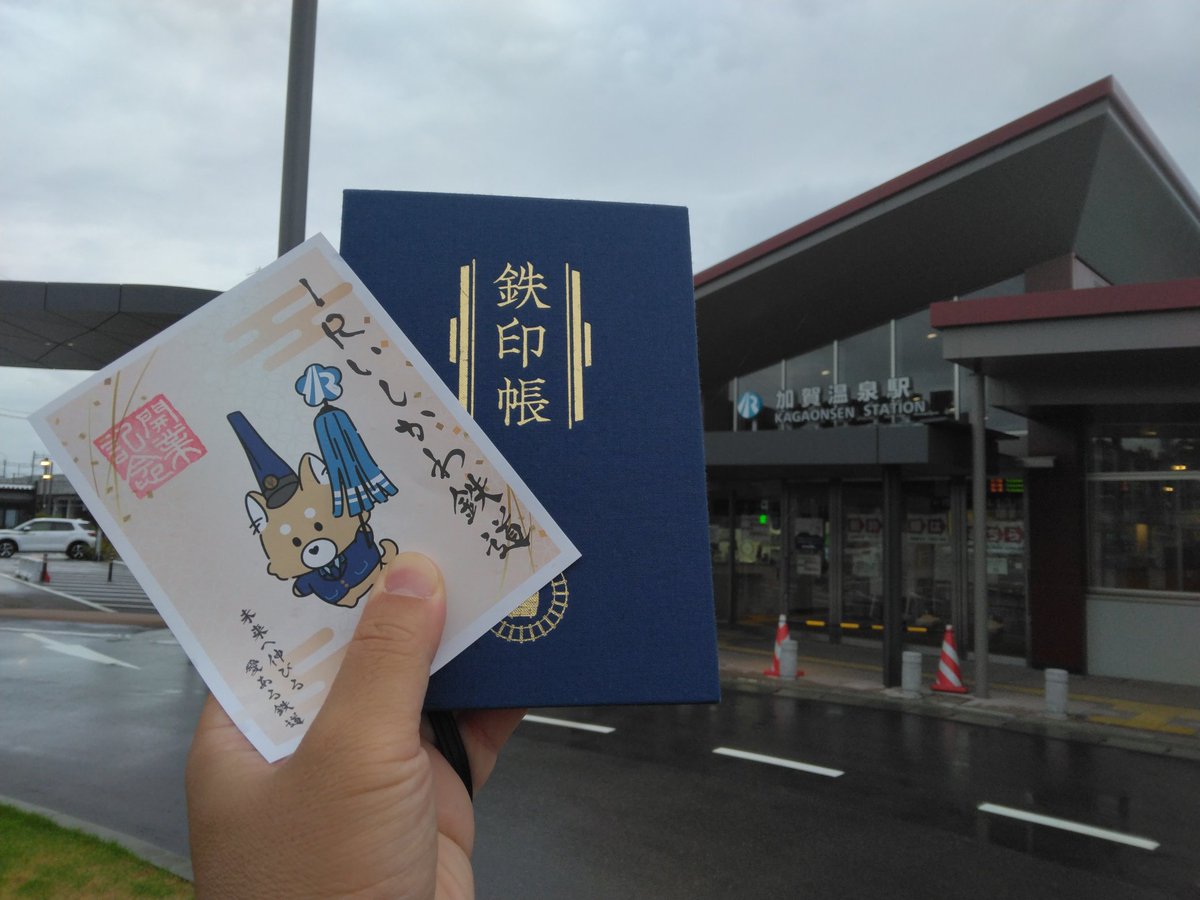 鉄印帳
IRいしかわ鉄道
開業
記念
未来へ伸びる
愛ある鉄道
加賀温泉駅
KAGAONSEN STATION